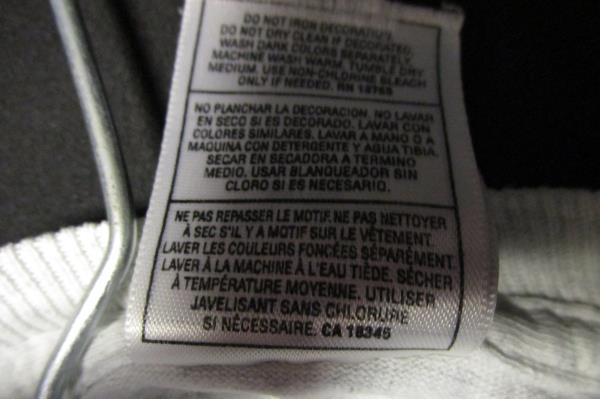 DO NOT IRON DECORATION.
DO NOT DRY CLEAN IF DECORATED.
WASH DARK COLORS SEPARATELY.
MACHINE WASH WARM, TUMBLE DRY
MEDIUM. USE NON-CHLORINE BLEACH
ONLY IF NEEDED. RN 18765
NO PLANCHAR LA DECORACION. NO LAVAR
EN SECO SI ES DECORADO. LAVAR CON
COLORES SIMILARES. LAVAR A MANO O A
MAQUINA CON DETERGENTE Y AGUA TIBIA.
SECAR EN SECADORA A TERMINO
MEDIO. USAR BLANQUEADOR SIN
CLORO SI ES NECESARIO.
NE PAS REPASSER LE MOTIF. NE PAS NETTOYER
À SEC S'IL Y A MOTIF SUR LE VÊTEMENT.
LAVER LES COULEURS FONCÉES SÉPARÉMENT.
LAVER À LA MACHINE À L'EAU TIÈDE. SÉCHER
À TEMPÉRATURE MOYENNE. UTILISER
JAVELISANT SANS CHLORURE
SI NÉCESSAIRE. CA 18345